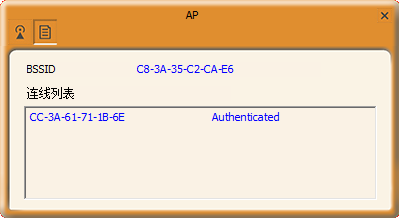 AP
BSSID C8-3A-35-C2-CA-E6
连线列表
CC-3A-61-71-1B-6E Authenticated